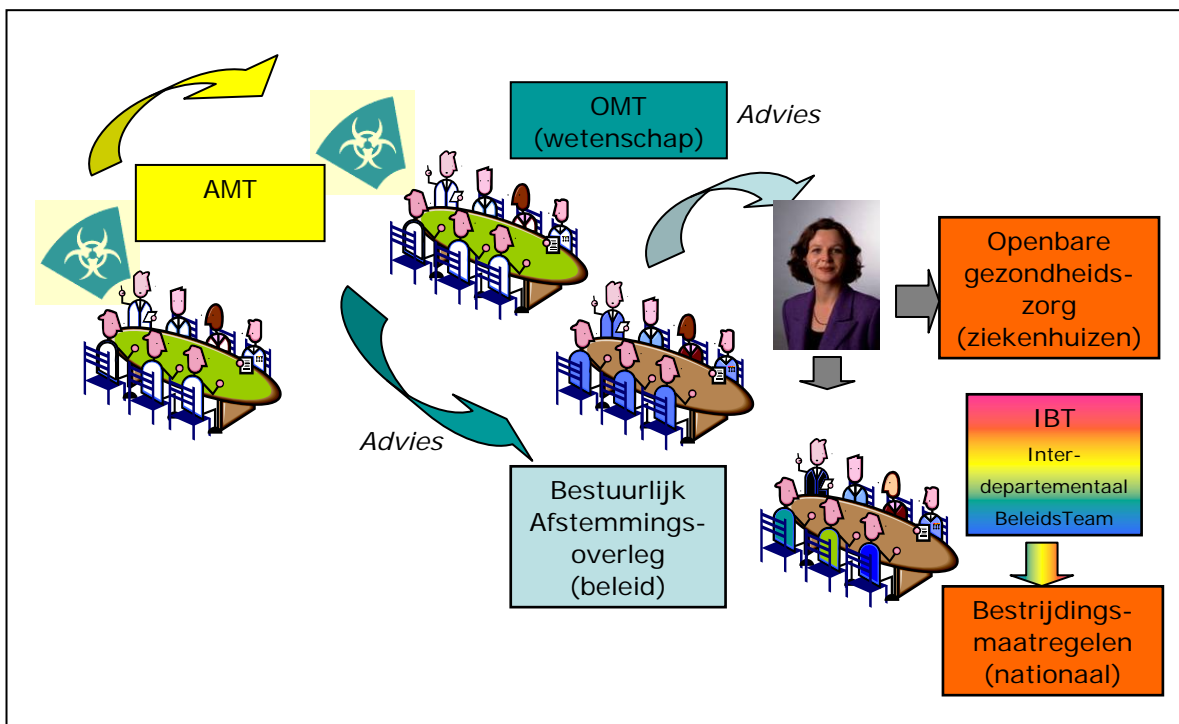 AMT
OMT
(wetenschap)
Advies
Advies
Bestuurlijk
Afstemmings-
overleg
(beleid)
Openbare
gezondheids-
zorg
(ziekenhuizen)
IBT
Inter-
departementaal
BeleidsTeam
Bestrijdings-
maatregelen
(nationaal)